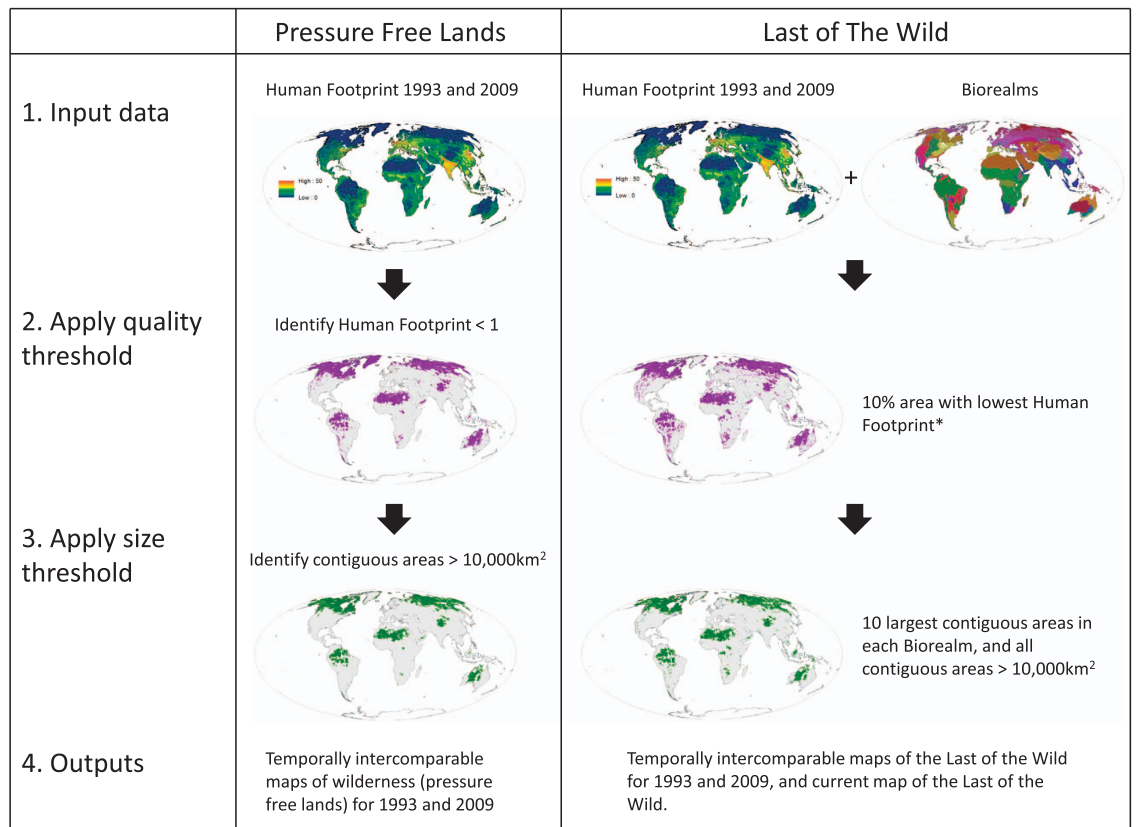 Pressure Free Lands
Last of The Wild
1. Input data
Human Footprint 1993 and 2009
High : 50
Low : 0
Human Footprint 1993 and 2009
High : 50
Low : 0
+
Biorealms
2. Apply quality
threshold
Identify Human Footprint < 1
10% area with lowest Human
Footprint*
3. Apply size
threshold
Identify contiguous areas > 10,000km²
10 largest contiguous areas in
each Biorealm, and all
contiguous areas > 10,000km²
4. Outputs
Temporally intercomparable
maps of wilderness (pressure
free lands) for 1993 and 2009
Temporally intercomparable maps of the Last of the Wild
for 1993 and 2009, and current map of the Last of the
Wild.